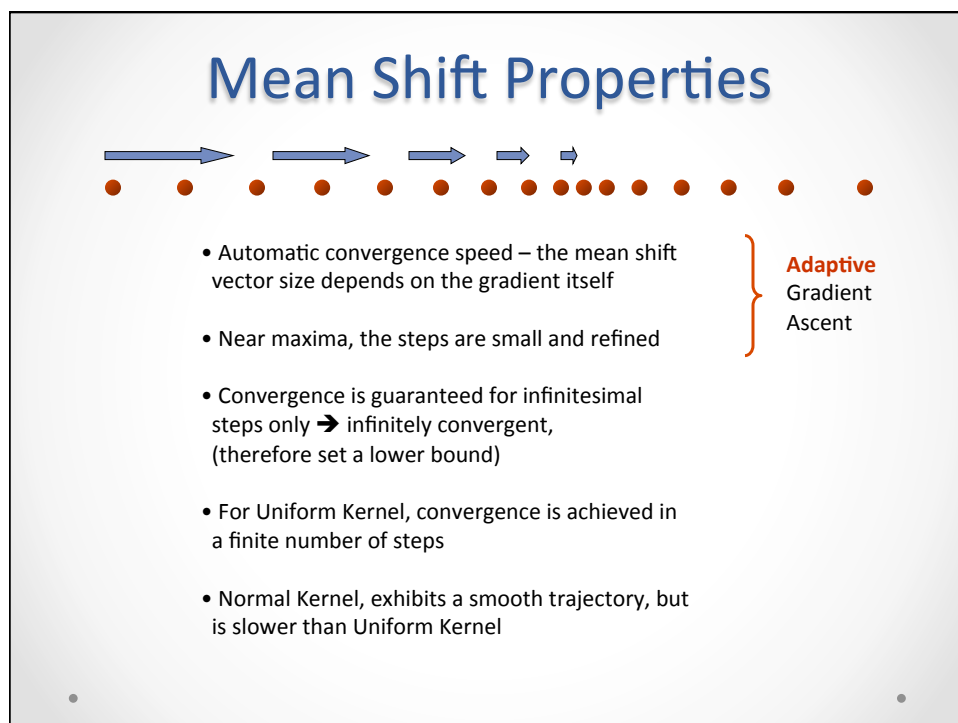 Mean Shift Properties
• Automatic convergence speed – the mean shift
vector size depends on the gradient itself
• Near maxima, the steps are small and refined
Adaptive
Gradient
Ascent
• Convergence is guaranteed for infinitesimal
steps only ➔ infinitely convergent,
(therefore set a lower bound)
• For Uniform Kernel, convergence is achieved in
a finite number of steps
• Normal Kernel, exhibits a smooth trajectory, but
is slower than Uniform Kernel